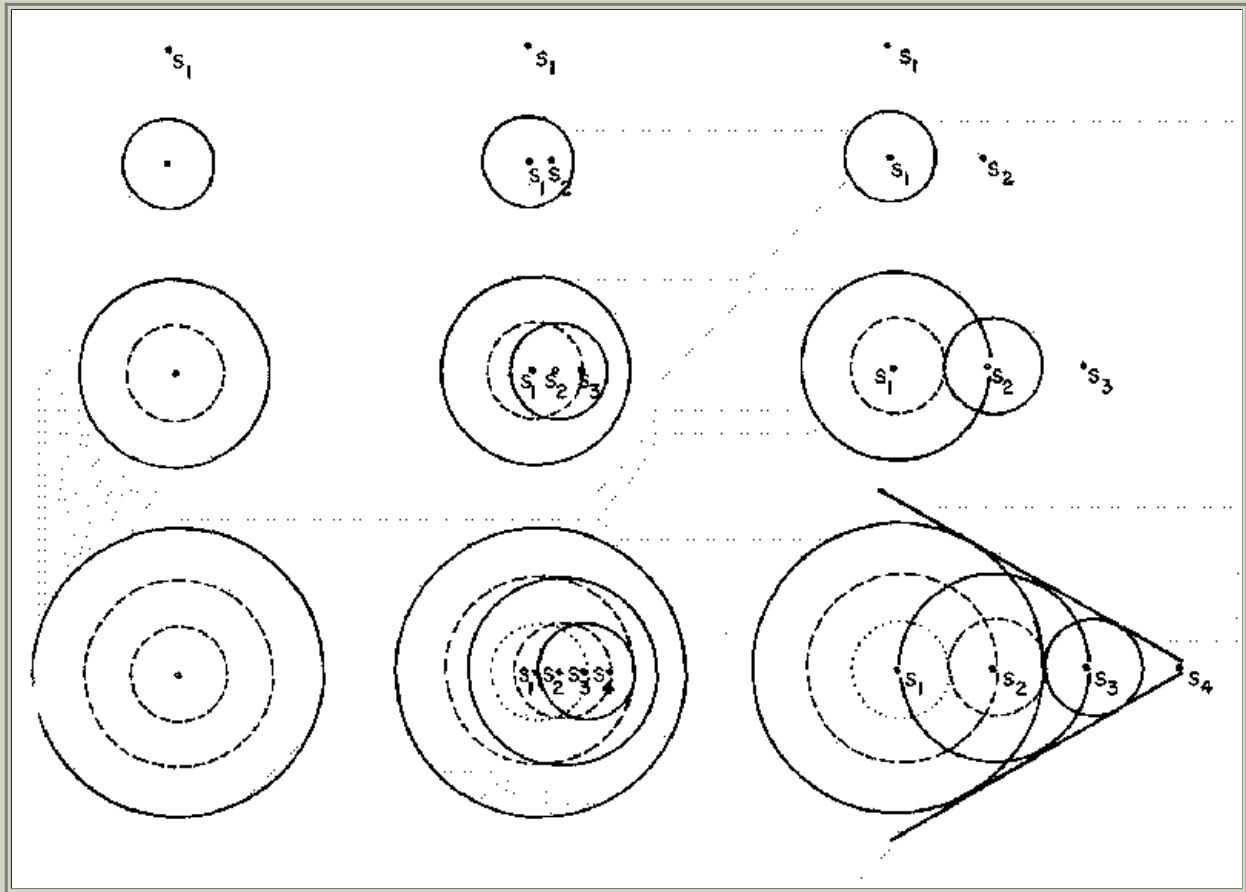 S₁ S₁ S₁
S₁ S₂ S₁ S₂
S₁ S₂ S₃ S₁ S₂ S₃
S₁ S₂ S₃ S₄ S₁ S₂ S₃ S₄